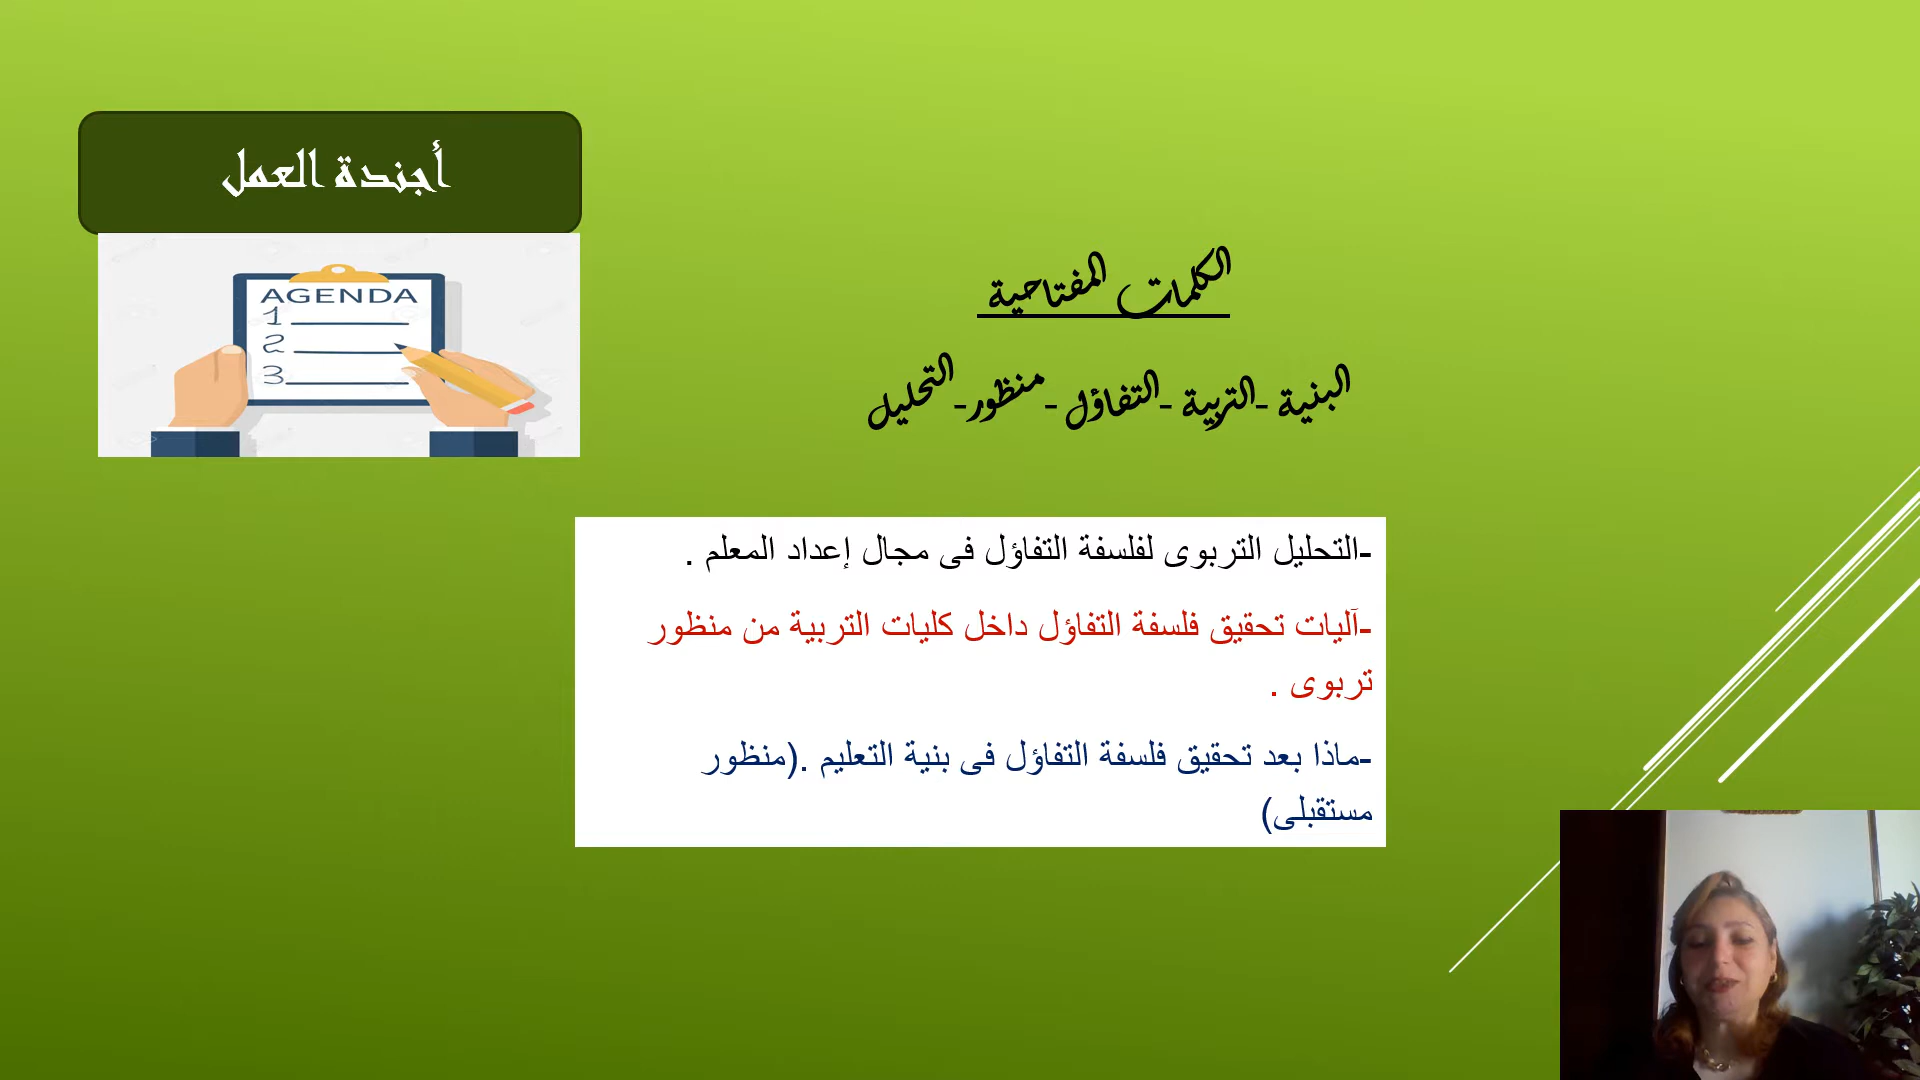 أجندة العمل
AGENDA
1
2
3
الكلمات المفتاحية
البنية -التربية -التفاؤل -منظور-التحليل
-التحليل التربوى لفلسفة التفاؤل فى مجال إعداد المعلم .
-آليات تحقيق فلسفة التفاؤل داخل كليات التربية من منظور
تربوى .
-ماذا بعد تحقيق فلسفة التفاؤل فى بنية التعليم .(منظور
مستقبلى)